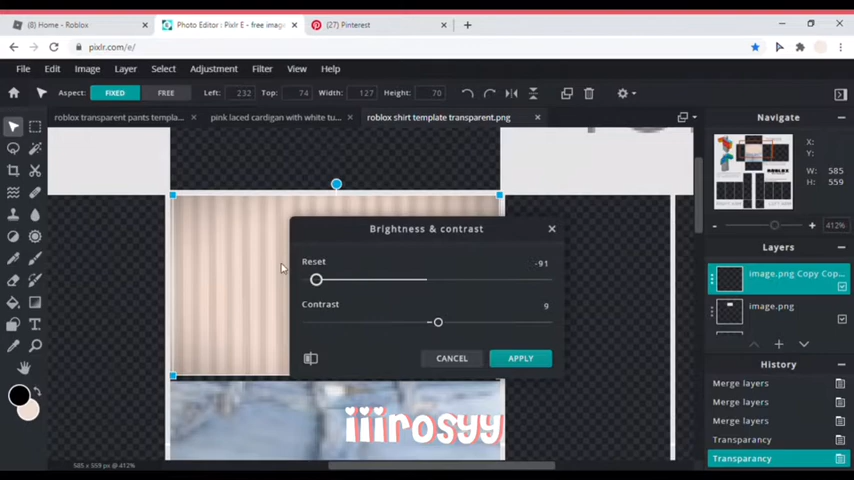 (8) Home - Roblox
Photo Editor : Pixlr E - free imag
(27) Pinterest
pixlr.com/e/
File Edit Image Layer Select Adjustment Filter View Help
Aspect: FIXED FREE Left: 232 Top: 74 Width: 127 Height: 70
roblox transparent pants templa...
pink laced cardigan with white tu...
roblox shirt template transparent.png
Navigate
X:
Y:
W: 585
H: 559
412%
Brightness & contrast
Reset -91
Contrast 9
CANCEL APPLY
Layers
image.png Copy Cop...
image.png
History
Merge layers
Merge layers
Merge layers
Transparancy
Transparancy
iiirosyy
585 x 559 px @ 412%